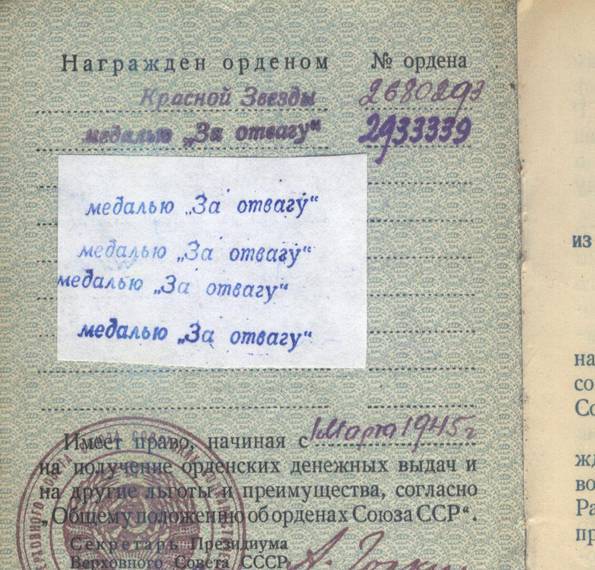 Награжден орденом № ордена
Красной Звезды 2680293
медалью „За отвагу“ 2933339
медалью „За отвагу“
медалью „За отвагу“
медалью „За отвагу“
медалью „За отвагу“
Имеет право, начиная с 1 марта 1945 г
на получение орденских денежных выдач и
на другие льготы и преимущества, согласно
„Общему положению об орденах Союза ССР“.
Секретарь Президиума
Верховного Совета СССР
из
на
со
Со
жд
во
Ра
пр